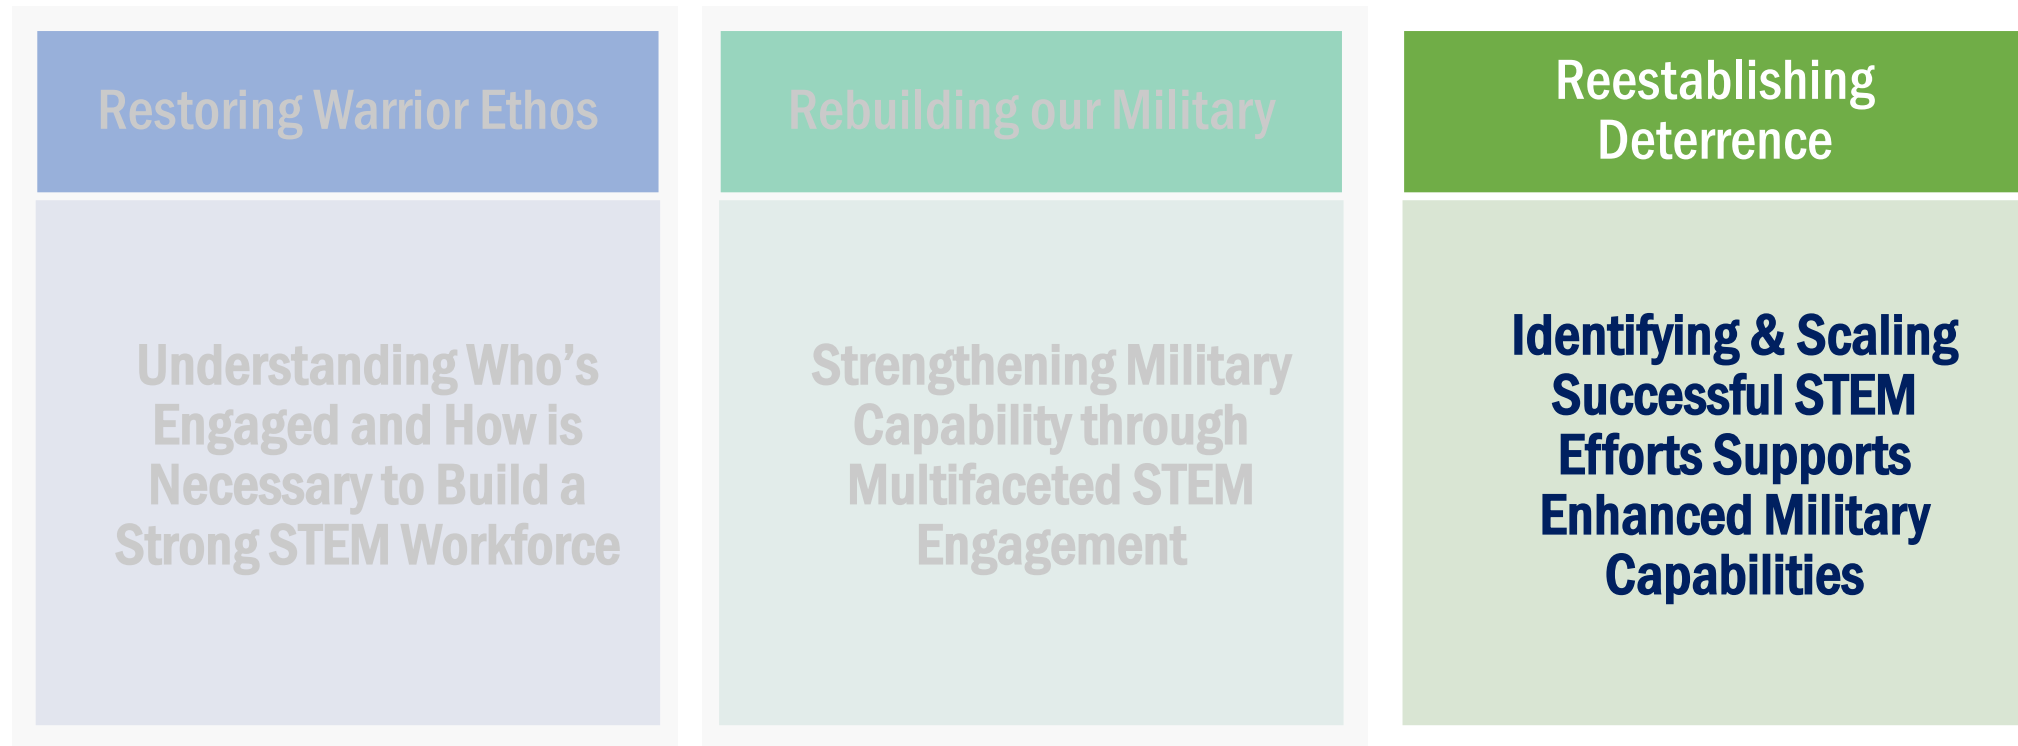 Restoring Warrior Ethos
Understanding Who’s
Engaged and How is
Necessary to Build a
Strong STEM Workforce
Rebuilding our Military
Strengthening Military
Capability through
Multifaceted STEM
Engagement
Reestablishing
Deterrence
Identifying & Scaling
Successful STEM
Efforts Supports
Enhanced Military
Capabilities